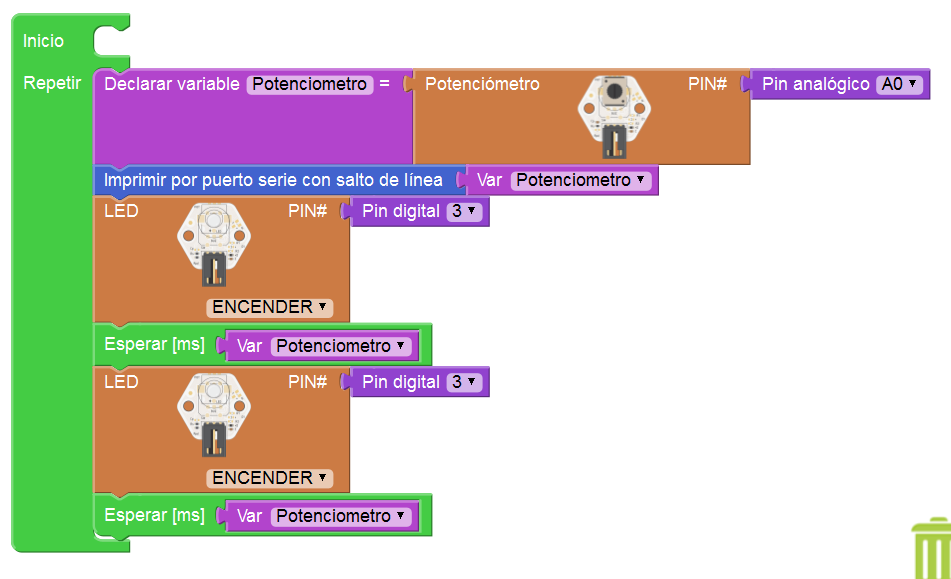 Inicio
Repetir Declarar variable Potenciometro = Potenciómetro PIN# Pin analógico A0
Imprimir por puerto serie con salto de línea Var Potenciometro
LED PIN# Pin digital 3
ENCENDER
Esperar [ms] Var Potenciometro
LED PIN# Pin digital 3
ENCENDER
Esperar [ms] Var Potenciometro